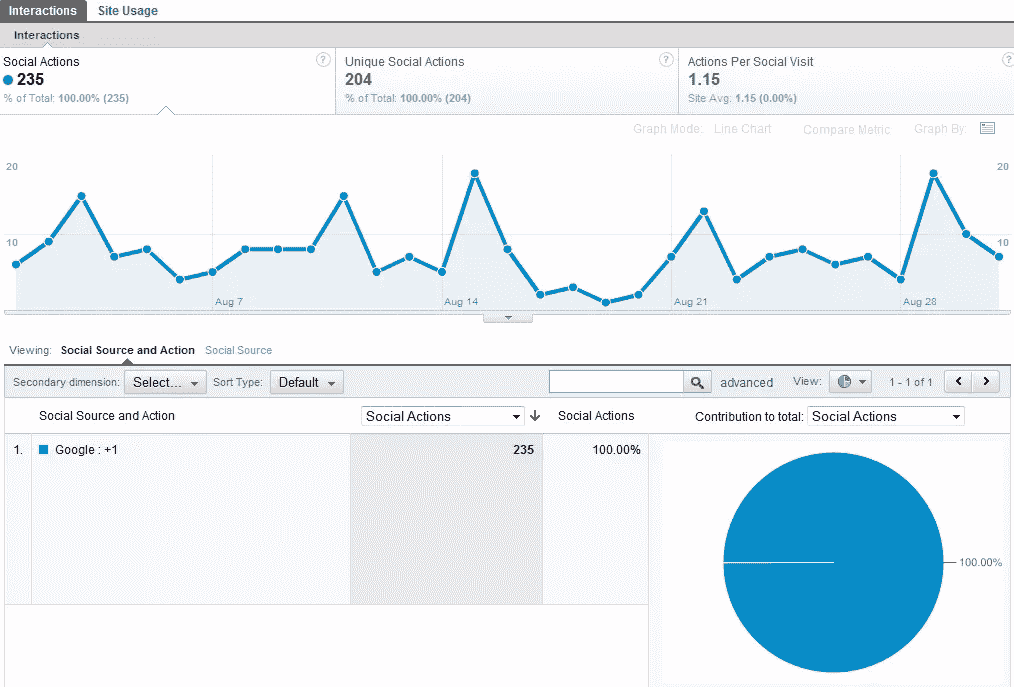 Interactions Site Usage
Interactions
Social Actions ? Unique Social Actions ? Actions Per Social Visit ?
235 204 1.15
% of Total: 100.00% (235) % of Total: 100.00% (204) Site Avg: 1.15 (0.00%)
Graph Mode: Line Chart Compare Metric Graph By:
20 20
10 10
Aug 7 Aug 14 Aug 21 Aug 28
Viewing: Social Source and Action Social Source
Secondary dimension: Select... Sort Type: Default advanced View: 1 - 1 of 1
Social Source and Action Social Actions Social Actions Contribution to total: Social Actions
1. Google : +1 235 100.00%
100.00%